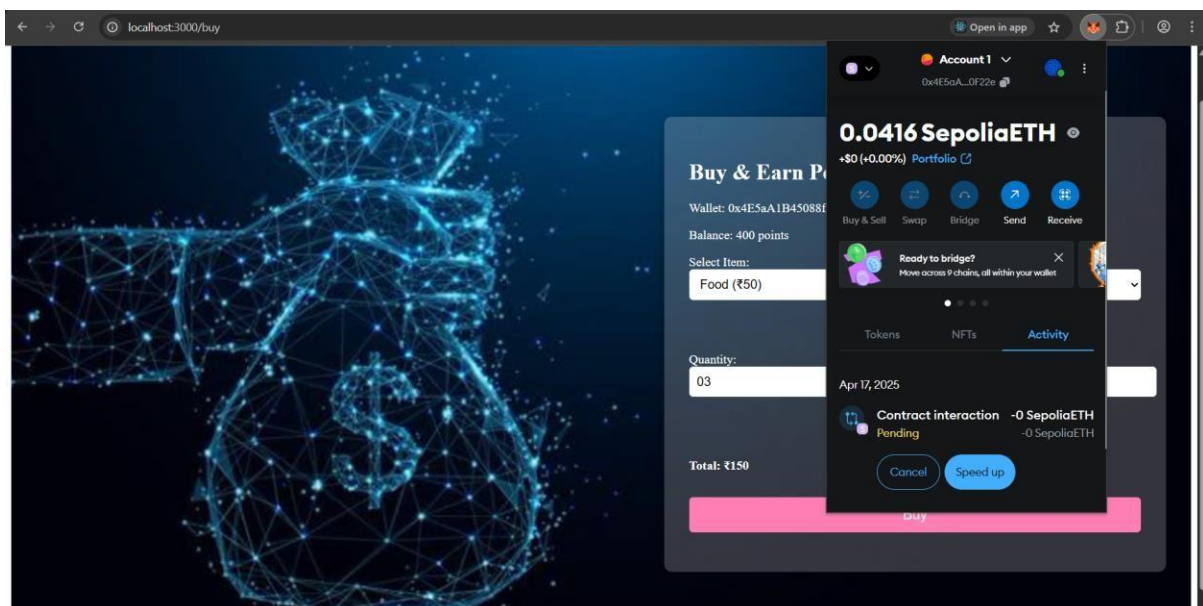 localhost:3000/buy
Open in app
Buy & Earn
Wallet: 0x4E5aA1B45088f
Balance: 400 points
Select Item:
Food (₹50)
Quantity:
03
Total: ₹150
Buy
Account 1
0x4E5aA...0F22e
0.0416 SepoliaETH
+$0 (+0.00%) Portfolio
Buy & Sell Swap Bridge Send Receive
Ready to bridge?
Move across 9 chains, all within your wallet
Tokens NFTs Activity
Apr 17, 2025
Contract interaction -0 SepoliaETH
Pending -0 SepoliaETH
Cancel Speed up